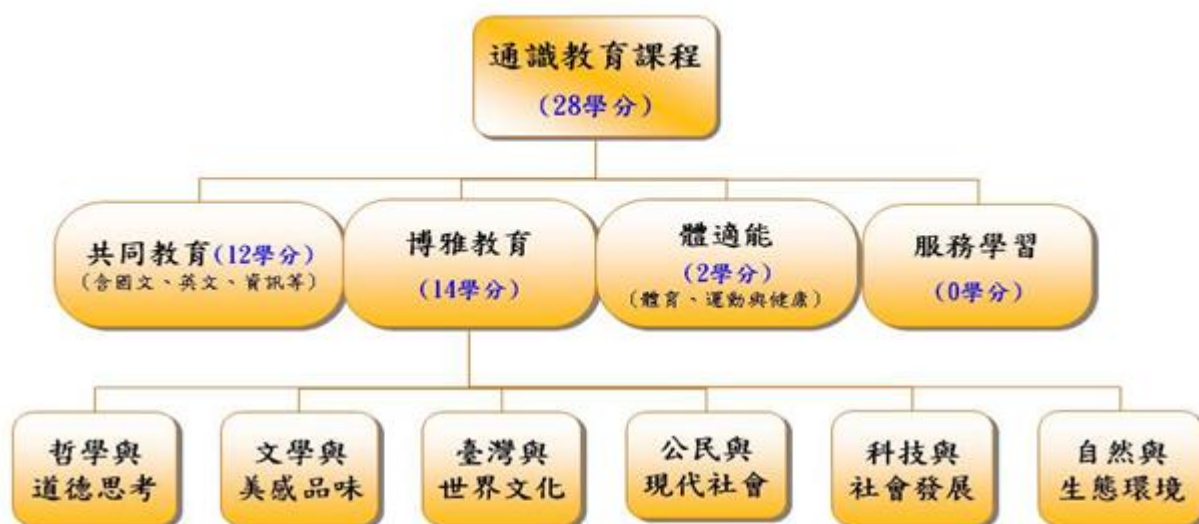 通識教育課程
(28學分)
共同教育(12學分)
(含國文、英文、資訊等)
博雅教育
(14學分)
體適能
(2學分)
(體育、運動與健康)
服務學習
(0學分)
哲學與
道德思考
文學與
美感品味
臺灣與
世界文化
公民與
現代社會
科技與
社會發展
自然與
生態環境